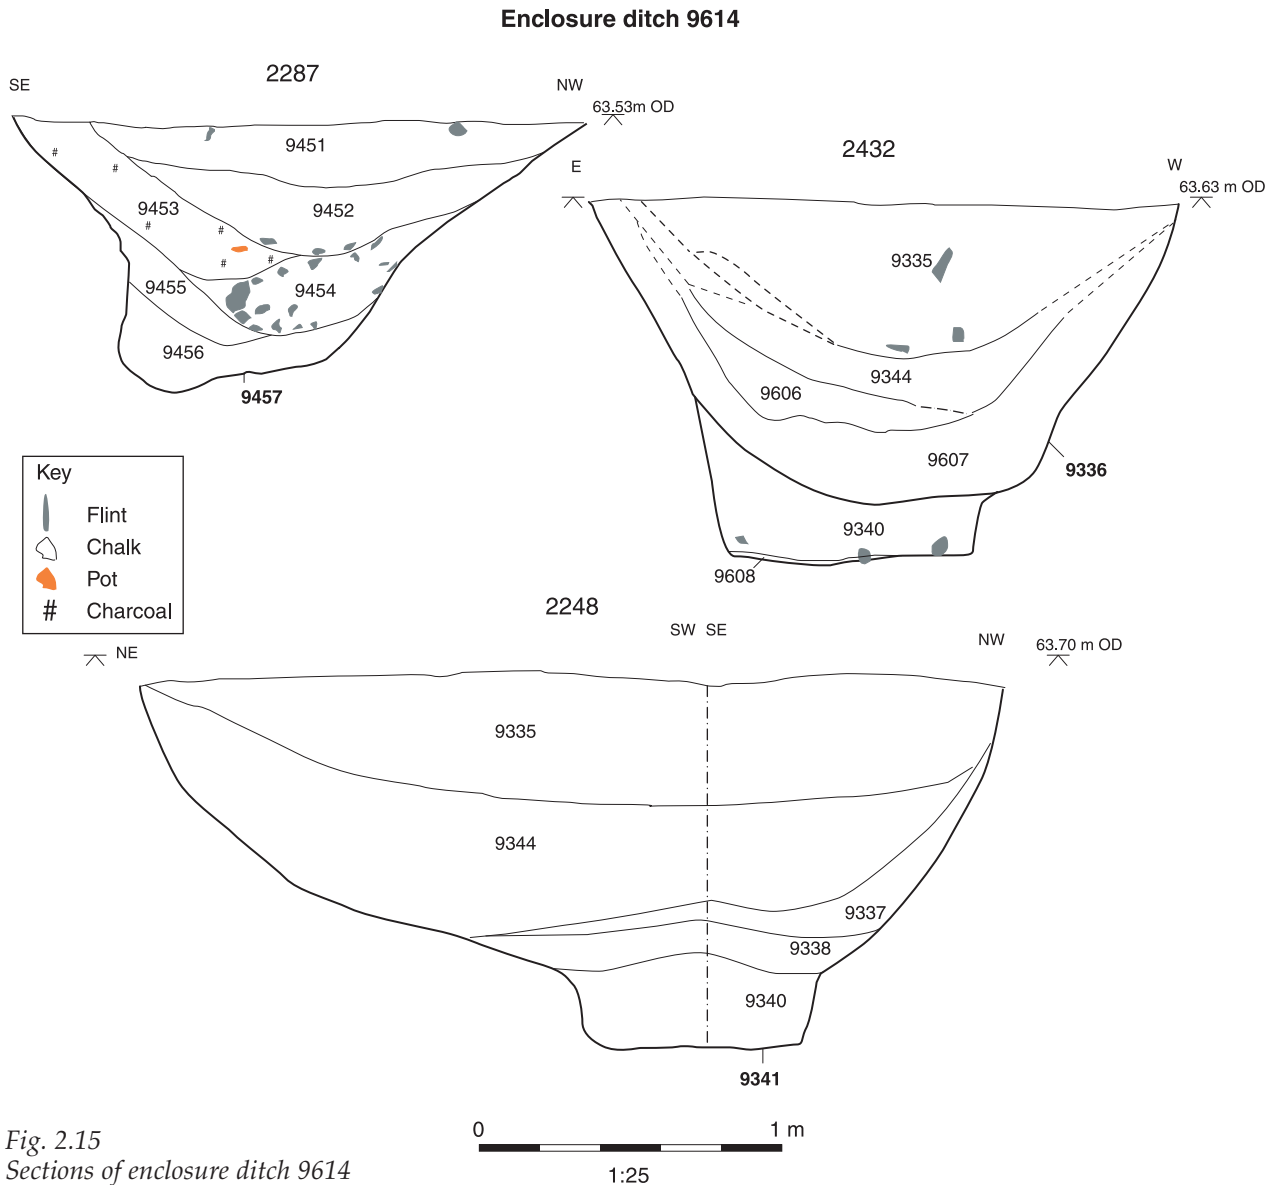 Enclosure ditch 9614
2287
SE
NW
63.53m OD
9451
9452
9453
9454
9455
9456
9457
2432
E
W
63.63 m OD
9335
9344
9606
9607
9336
9340
9608
Key
Flint
Chalk
Pot
# Charcoal
2248
NE
SW SE
NW
63.70 m OD
9335
9344
9337
9338
9340
9341
Fig. 2.15
Sections of enclosure ditch 9614
0 1 m
1:25